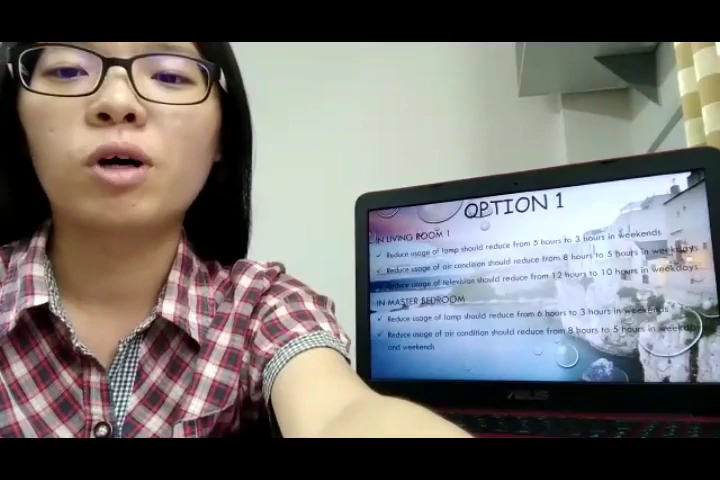 OPTION 1
IN LIVING ROOM 1
✓ Reduce usage of lamp should reduce from 5 hours to 3 hours in weekends
✓ Reduce usage of air condition should reduce from 8 hours to 5 hours in weekdays
✓ Reduce usage of television should reduce from 12 hours to 10 hours in weekdays
IN MASTER BEDROOM
✓ Reduce usage of lamp should reduce from 6 hours to 3 hours in weekends
✓ Reduce usage of air condition should reduce from 8 hours to 5 hours in weekdays
and weekends
ASUS